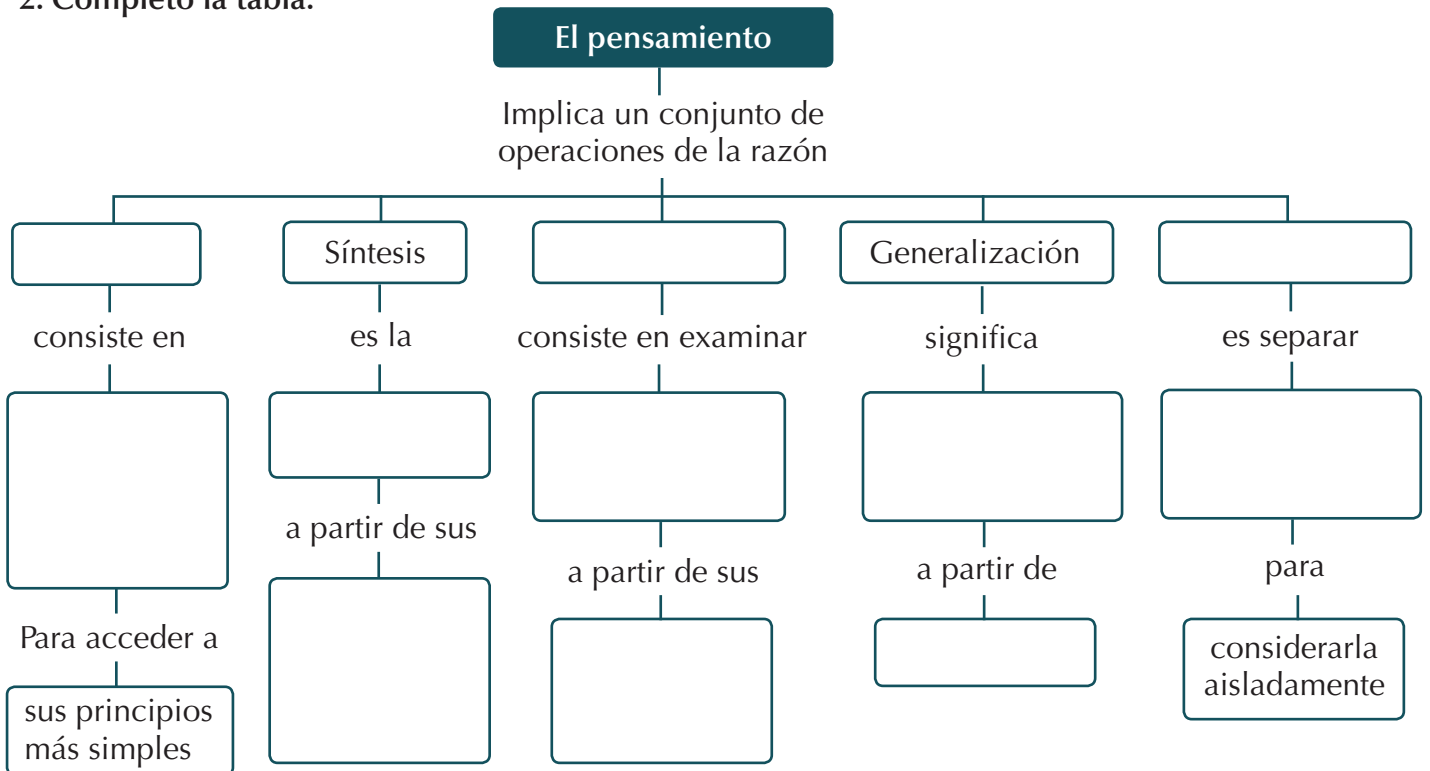 2. Completo la tabla.
El pensamiento
Implica un conjunto de
operaciones de la razón
Síntesis
Generalización
consiste en
es la
consiste en examinar
significa
es separar
a partir de sus
a partir de sus
a partir de
para
Para acceder a
considerarla
aisladamente
sus principios
más simples